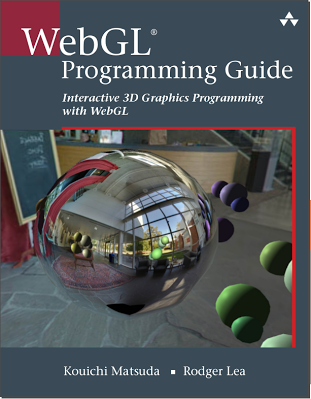 WebGL®
Programming Guide
Interactive 3D Graphics Programming
with WebGL
Kouichi Matsuda ▪ Rodger Lea